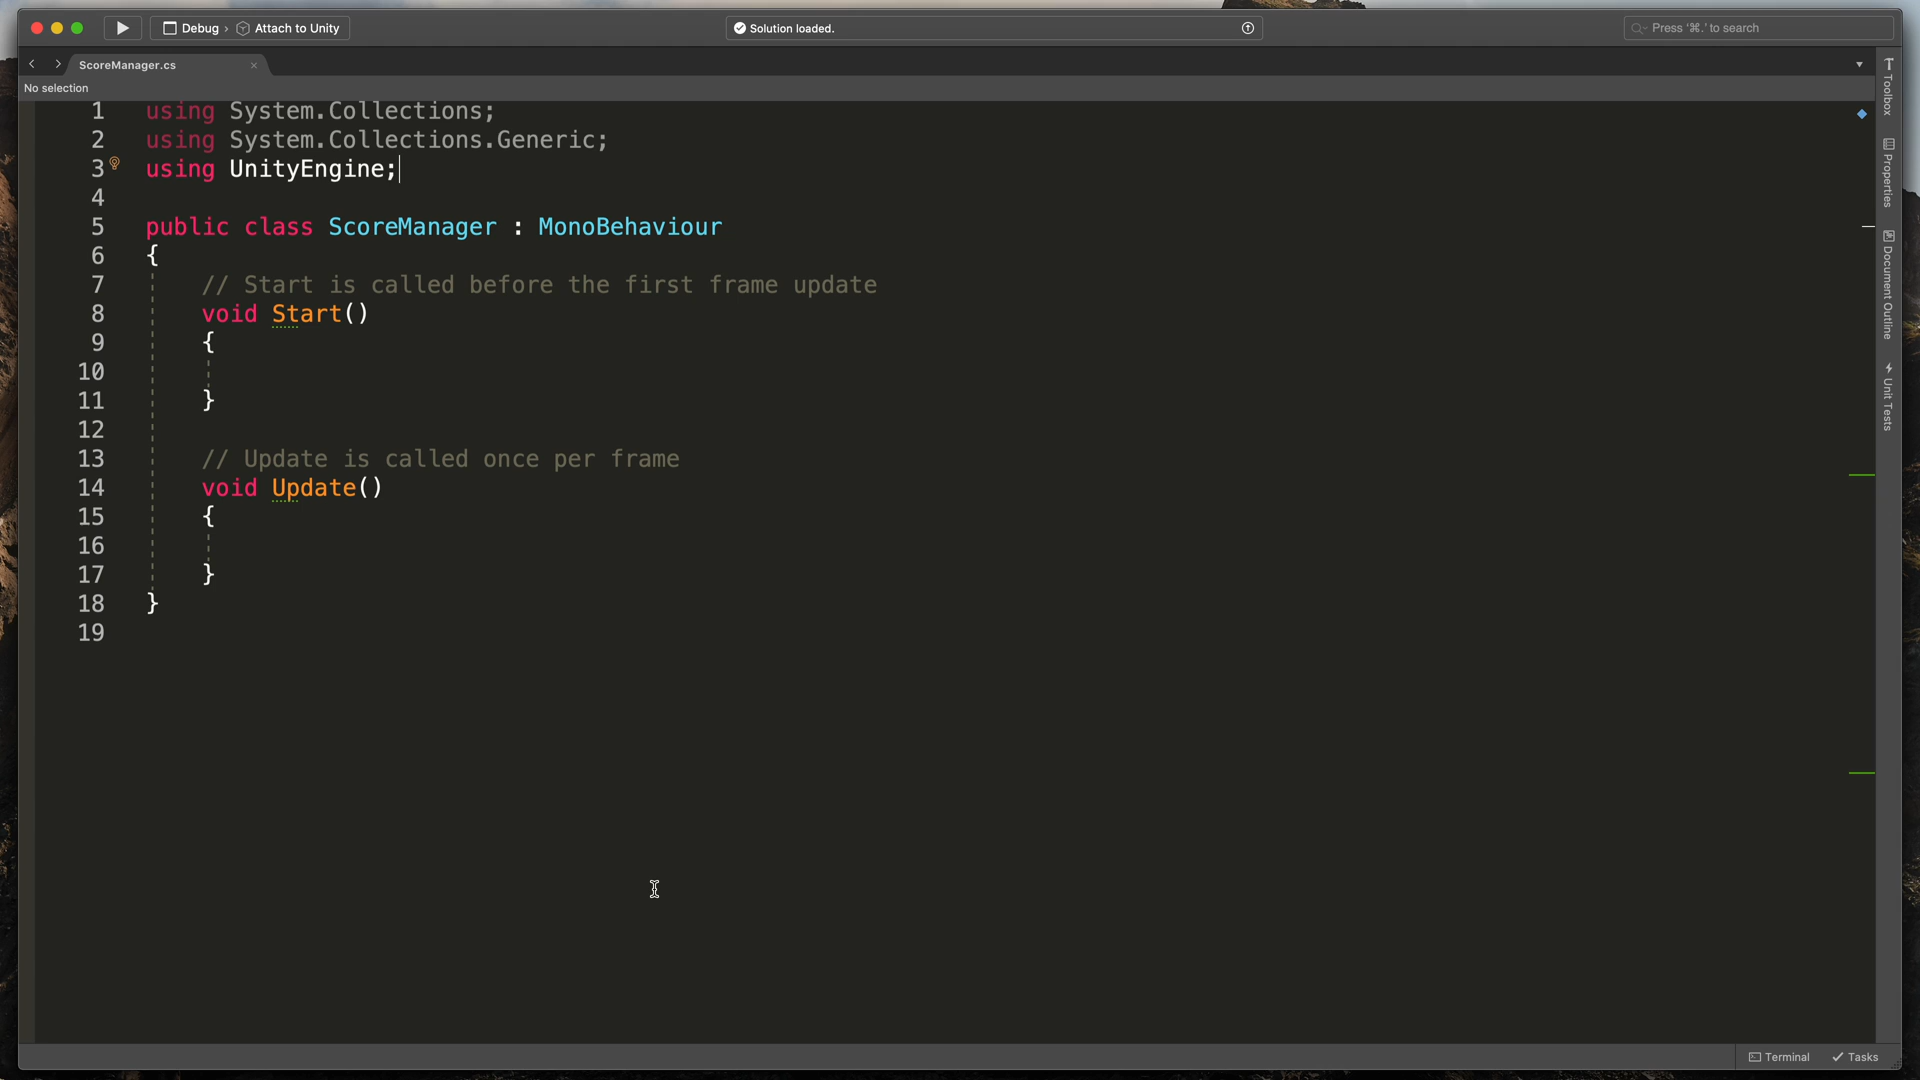 Debug › Attach to Unity
Solution loaded.
Press '⌘.' to search
ScoreManager.cs
No selection
1 using System.Collections;
2 using System.Collections.Generic;
3 using UnityEngine;
4
5 public class ScoreManager : MonoBehaviour
6 {
7 // Start is called before the first frame update
8 void Start()
9 {
10
11 }
12
13 // Update is called once per frame
14 void Update()
15 {
16
17 }
18 }
19
Toolbox
Properties
Document Outline
Unit Tests
Terminal
Tasks